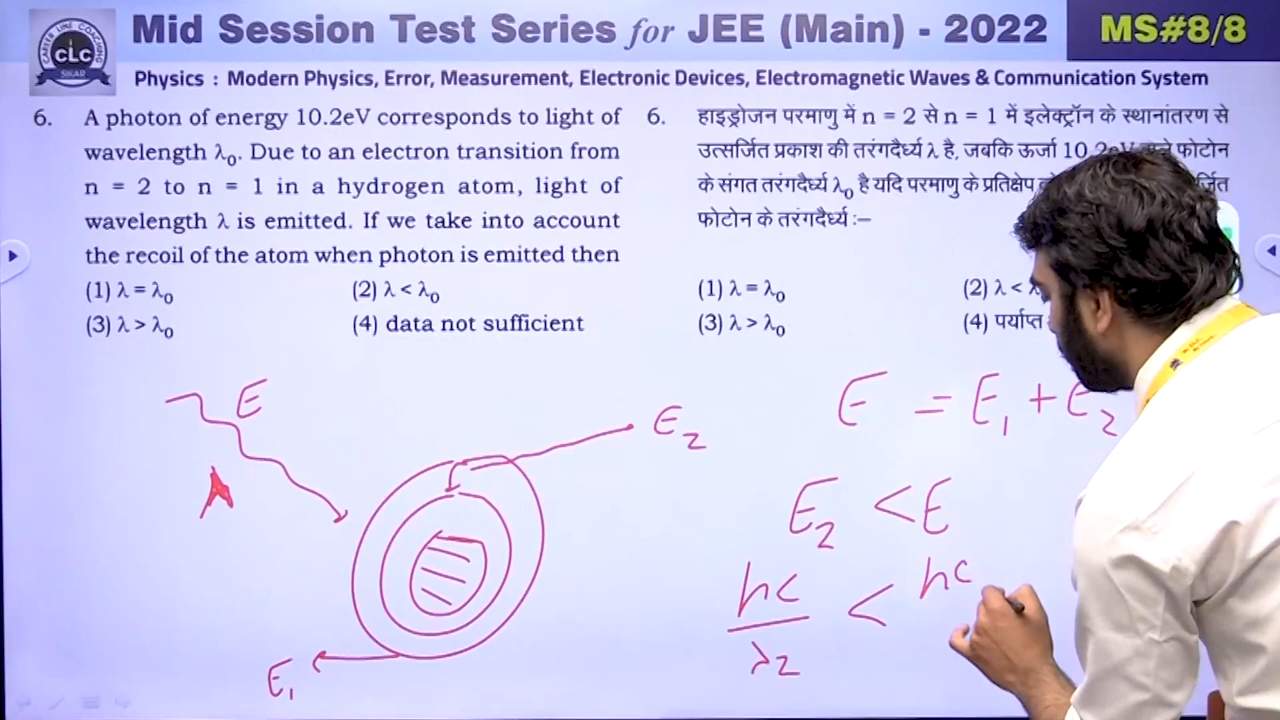 CAREER LINE COACHING
CLC
SIKAR
Mid Session Test Series for JEE (Main) - 2022
MS#8/8
Physics : Modern Physics, Error, Measurement, Electronic Devices, Electromagnetic Waves & Communication System
6. A photon of energy 10.2eV corresponds to light of
wavelength λ₀. Due to an electron transition from
n = 2 to n = 1 in a hydrogen atom, light of
wavelength λ is emitted. If we take into account
the recoil of the atom when photon is emitted then
(1) λ = λ₀ (2) λ < λ₀
(3) λ > λ₀ (4) data not sufficient
6. हाइड्रोजन परमाणु में n = 2 से n = 1 में इलेक्ट्रॉन के स्थानांतरण से
उत्सर्जित प्रकाश की तरंगदैर्ध्य λ है, जबकि ऊर्जा 10.2eV वाले फोटोन
के संगत तरंगदैर्ध्य λ₀ है यदि परमाणु के प्रतिक्षेप
फोटोन के तरंगदैर्ध्य :–
(1) λ = λ₀ (2) λ <
(3) λ > λ₀ (4) पर्याप्त
E
λ
E₂
E₁
E = E₁ + E₂
E₂ < E
hc/λ₂ < hc